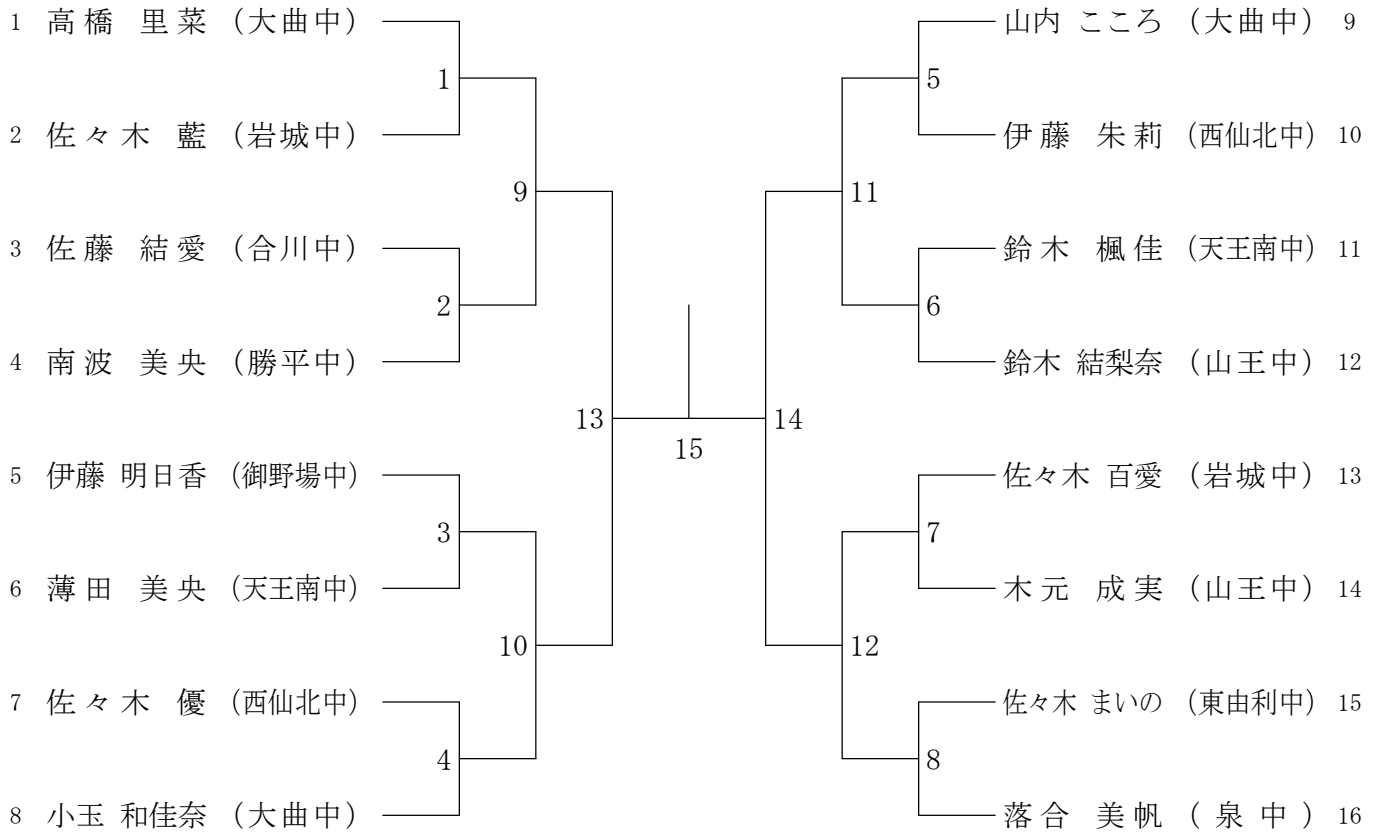 1 高橋 里菜 (大曲中)
山内 こころ (大曲中) 9
1
5
2 佐々木 藍 (岩城中)
伊藤 朱莉 (西仙北中) 10
9
11
3 佐藤 結愛 (合川中)
鈴木 楓佳 (天王南中) 11
2
6
4 南波 美央 (勝平中)
鈴木 結梨奈 (山王中) 12
13
14
15
5 伊藤 明日香 (御野場中)
佐々木 百愛 (岩城中) 13
3
7
6 薄田 美央 (天王南中)
木元 成実 (山王中) 14
10
12
7 佐々木 優 (西仙北中)
佐々木 まいの (東由利中) 15
4
8
8 小玉 和佳奈 (大曲中)
落合 美帆 (泉中) 16